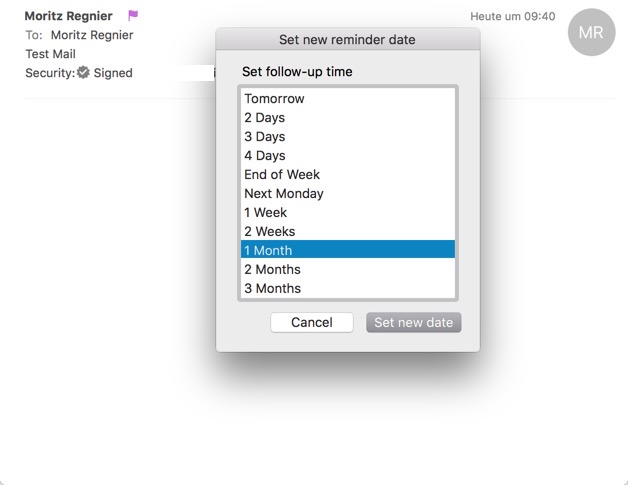 Moritz Regnier
Heute um 09:40
MR
To: Moritz Regnier
Test Mail
Security: Signed
Set new reminder date
Set follow-up time
Tomorrow
2 Days
3 Days
4 Days
End of Week
Next Monday
1 Week
2 Weeks
1 Month
2 Months
3 Months
Cancel
Set new date